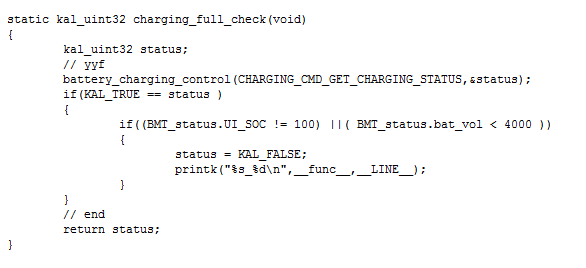 static kal_uint32 charging_full_check(void)
{
        kal_uint32 status;
        // yyf
        battery_charging_control(CHARGING_CMD_GET_CHARGING_STATUS,&status);
        if(KAL_TRUE == status )
        {
                if((BMT_status.UI_SOC != 100) ||( BMT_status.bat_vol < 4000 ))
                {
                        status = KAL_FALSE;
                        printk("%s_%d\n",__func__,__LINE__);
                }
        }
        // end
        return status;
}